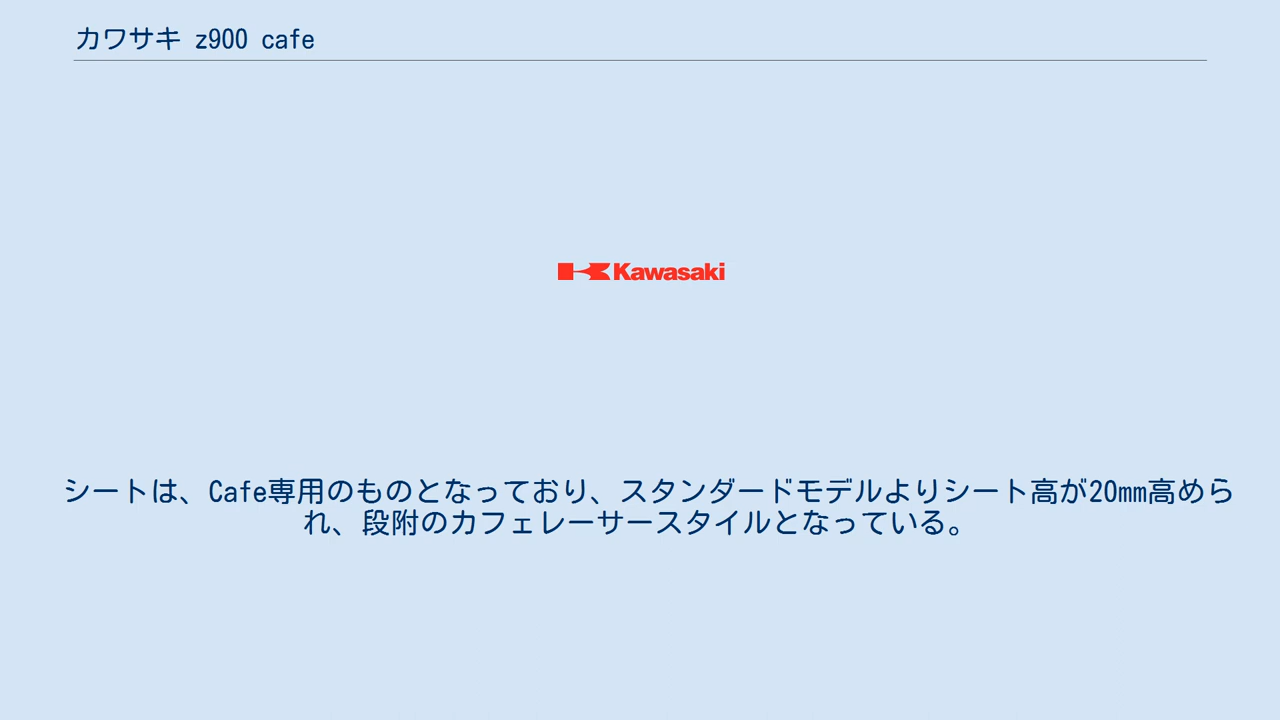 カワサキ z900 cafe
Kawasaki
シートは、Cafe専用のものとなっており、スタンダードモデルよりシート高が20mm高めら
れ、段附のカフェレーサースタイルとなっている。